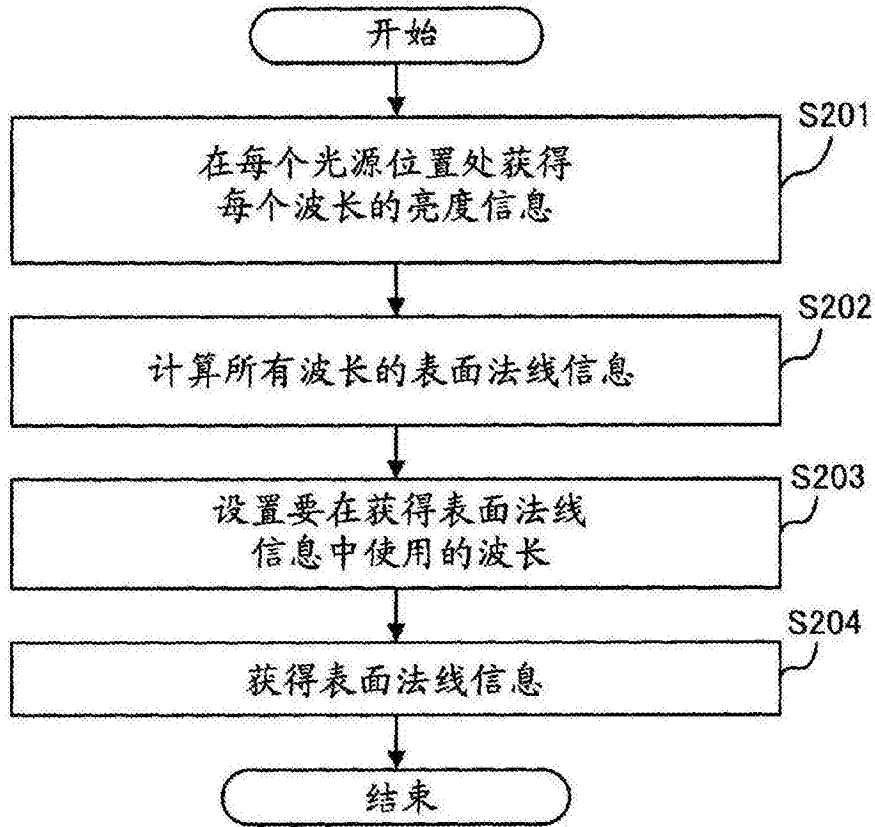 开始
S201
在每个光源位置处获得
每个波长的亮度信息
S202
计算所有波长的表面法线信息
S203
设置要在获得表面法线
信息中使用的波长
S204
获得表面法线信息
结束